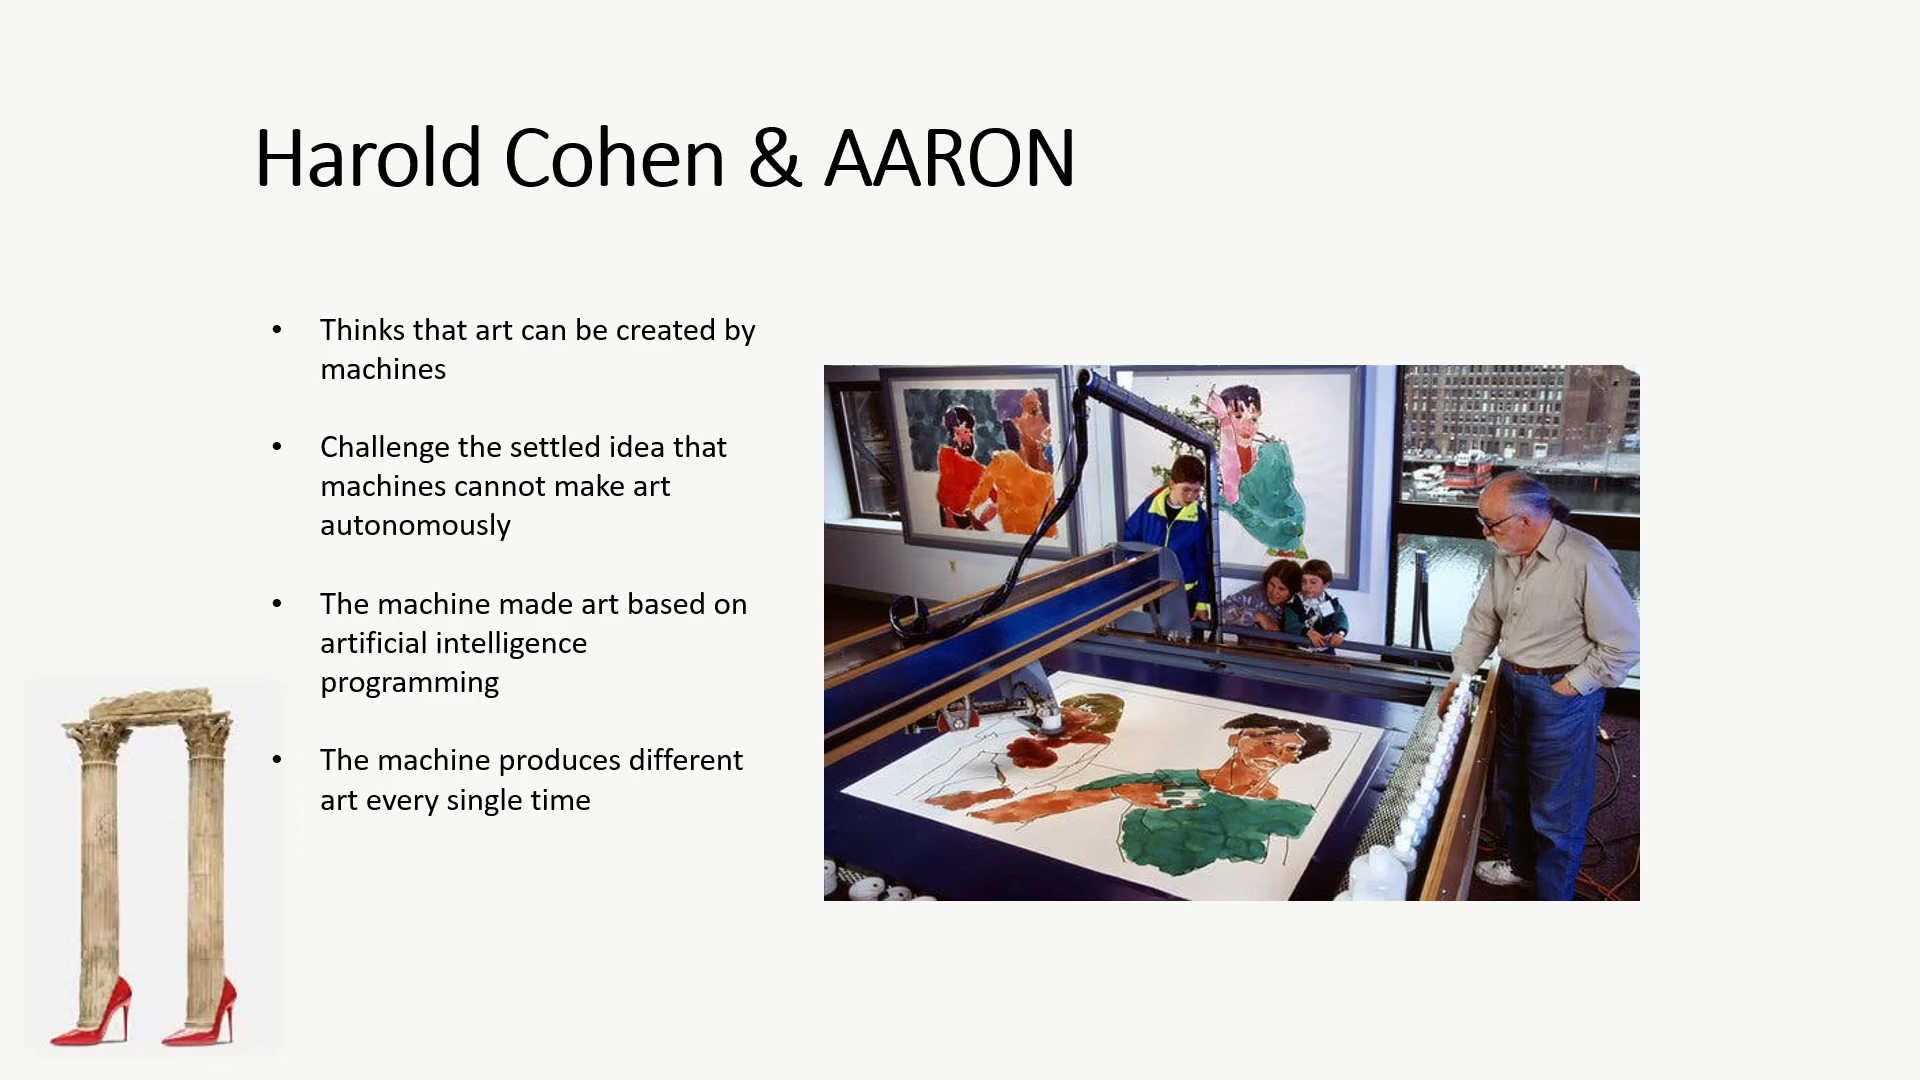 Harold Cohen & AARON
• Thinks that art can be created by
machines
• Challenge the settled idea that
machines cannot make art
autonomously
• The machine made art based on
artificial intelligence
programming
• The machine produces different
art every single time